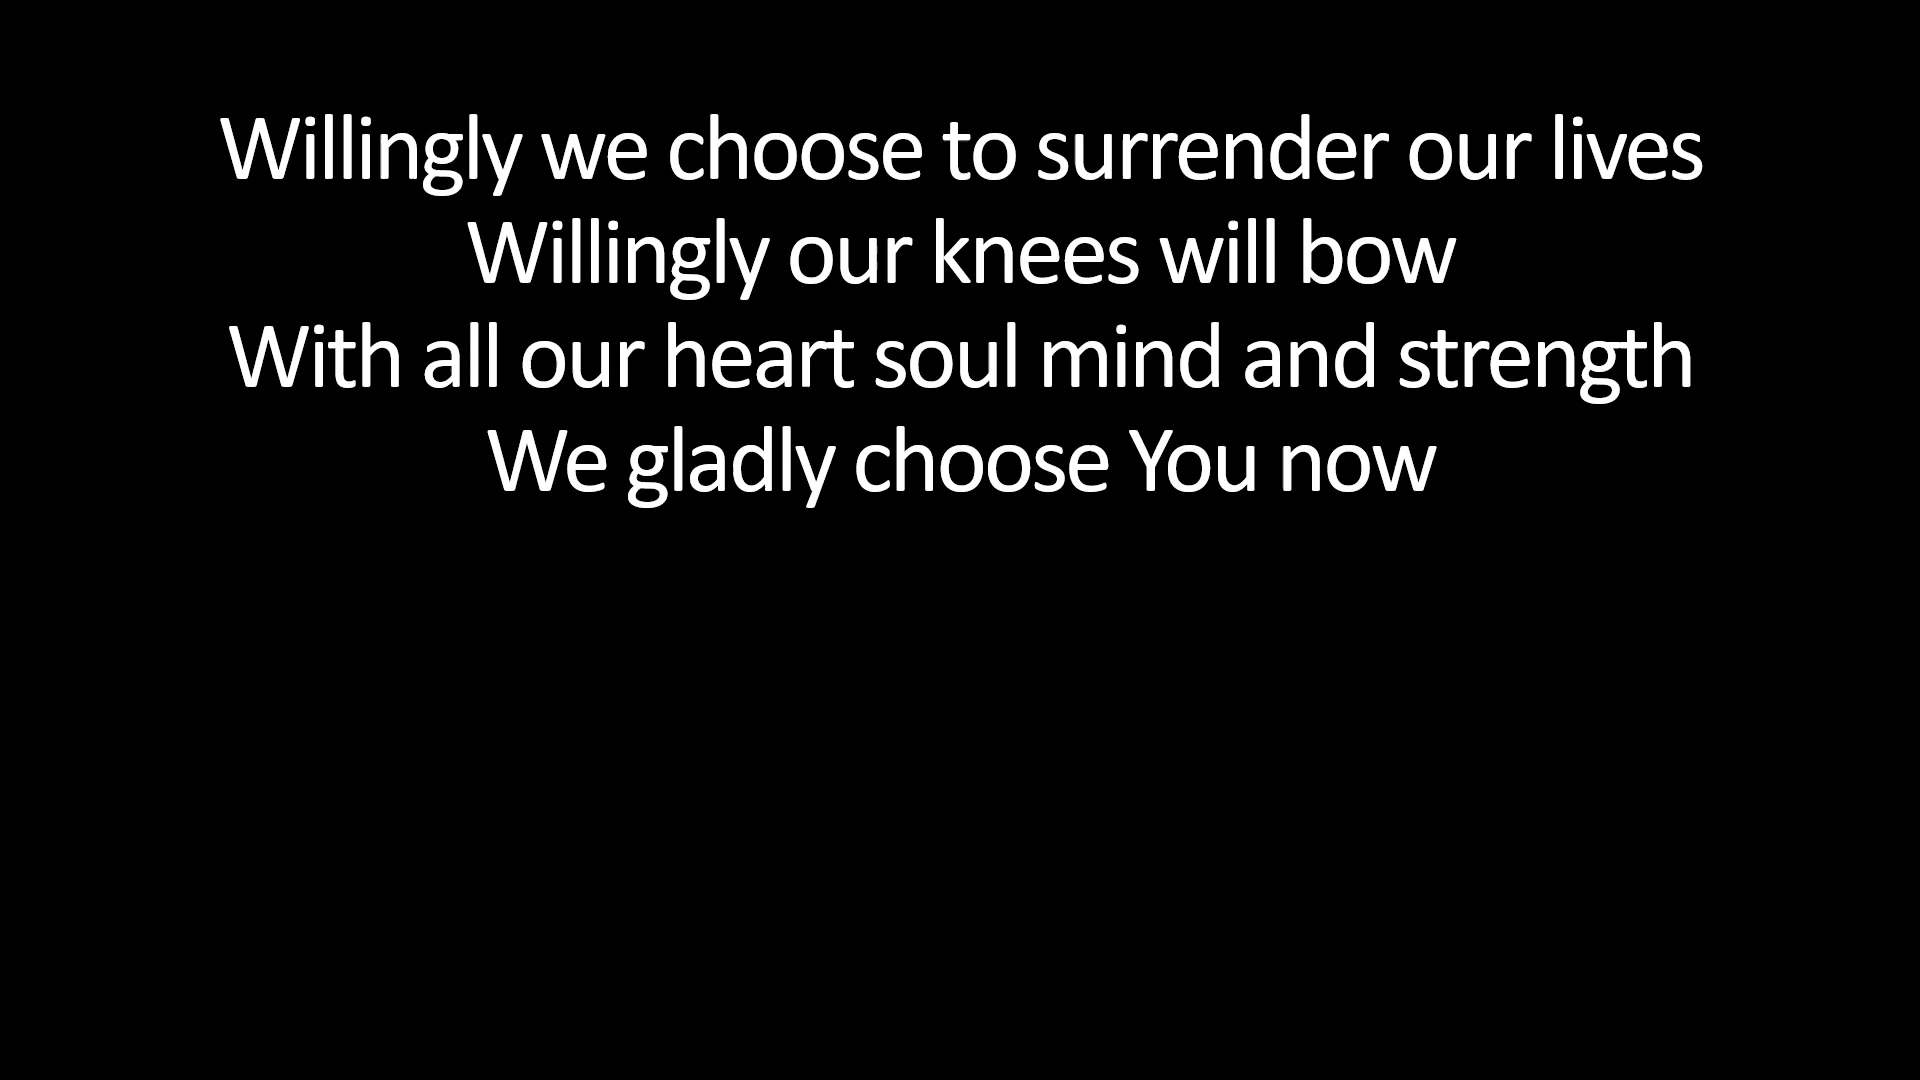 Willingly we choose to surrender our lives
Willingly our knees will bow
With all our heart soul mind and strength
We gladly choose You now